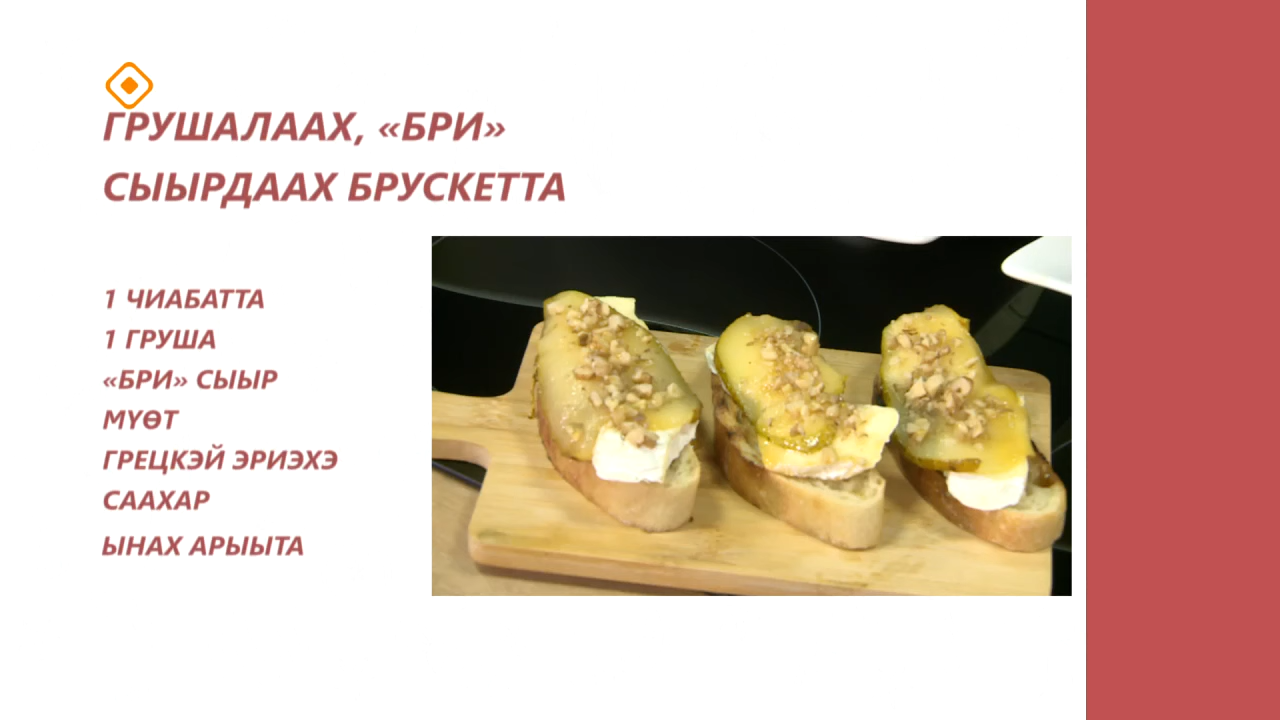 ГРУШАЛААХ, «БРИ»
СЫЫРДААХ БРУСКЕТТА
1 ЧИАБАТТА
1 ГРУША
«БРИ» СЫЫР
МҮӨТ
ГРЕЦКЭЙ ЭРИЭХЭ
СААХАР
ЫНАХ АРЫЫТА